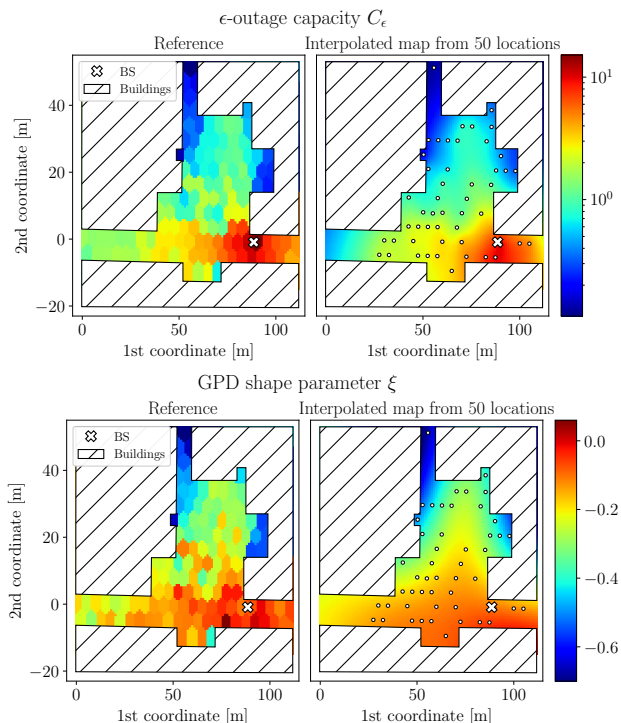 ϵ-outage capacity Cϵ
Reference
Interpolated map from 50 locations
BS
Buildings
2nd coordinate [m]
40
20
0
−20
0
50
100
0
50
100
1st coordinate [m]
1st coordinate [m]
10¹
10⁰
GPD shape parameter ξ
Reference
Interpolated map from 50 locations
BS
Buildings
2nd coordinate [m]
40
20
0
−20
0
50
100
0
50
100
1st coordinate [m]
1st coordinate [m]
0.0
−0.2
−0.4
−0.6